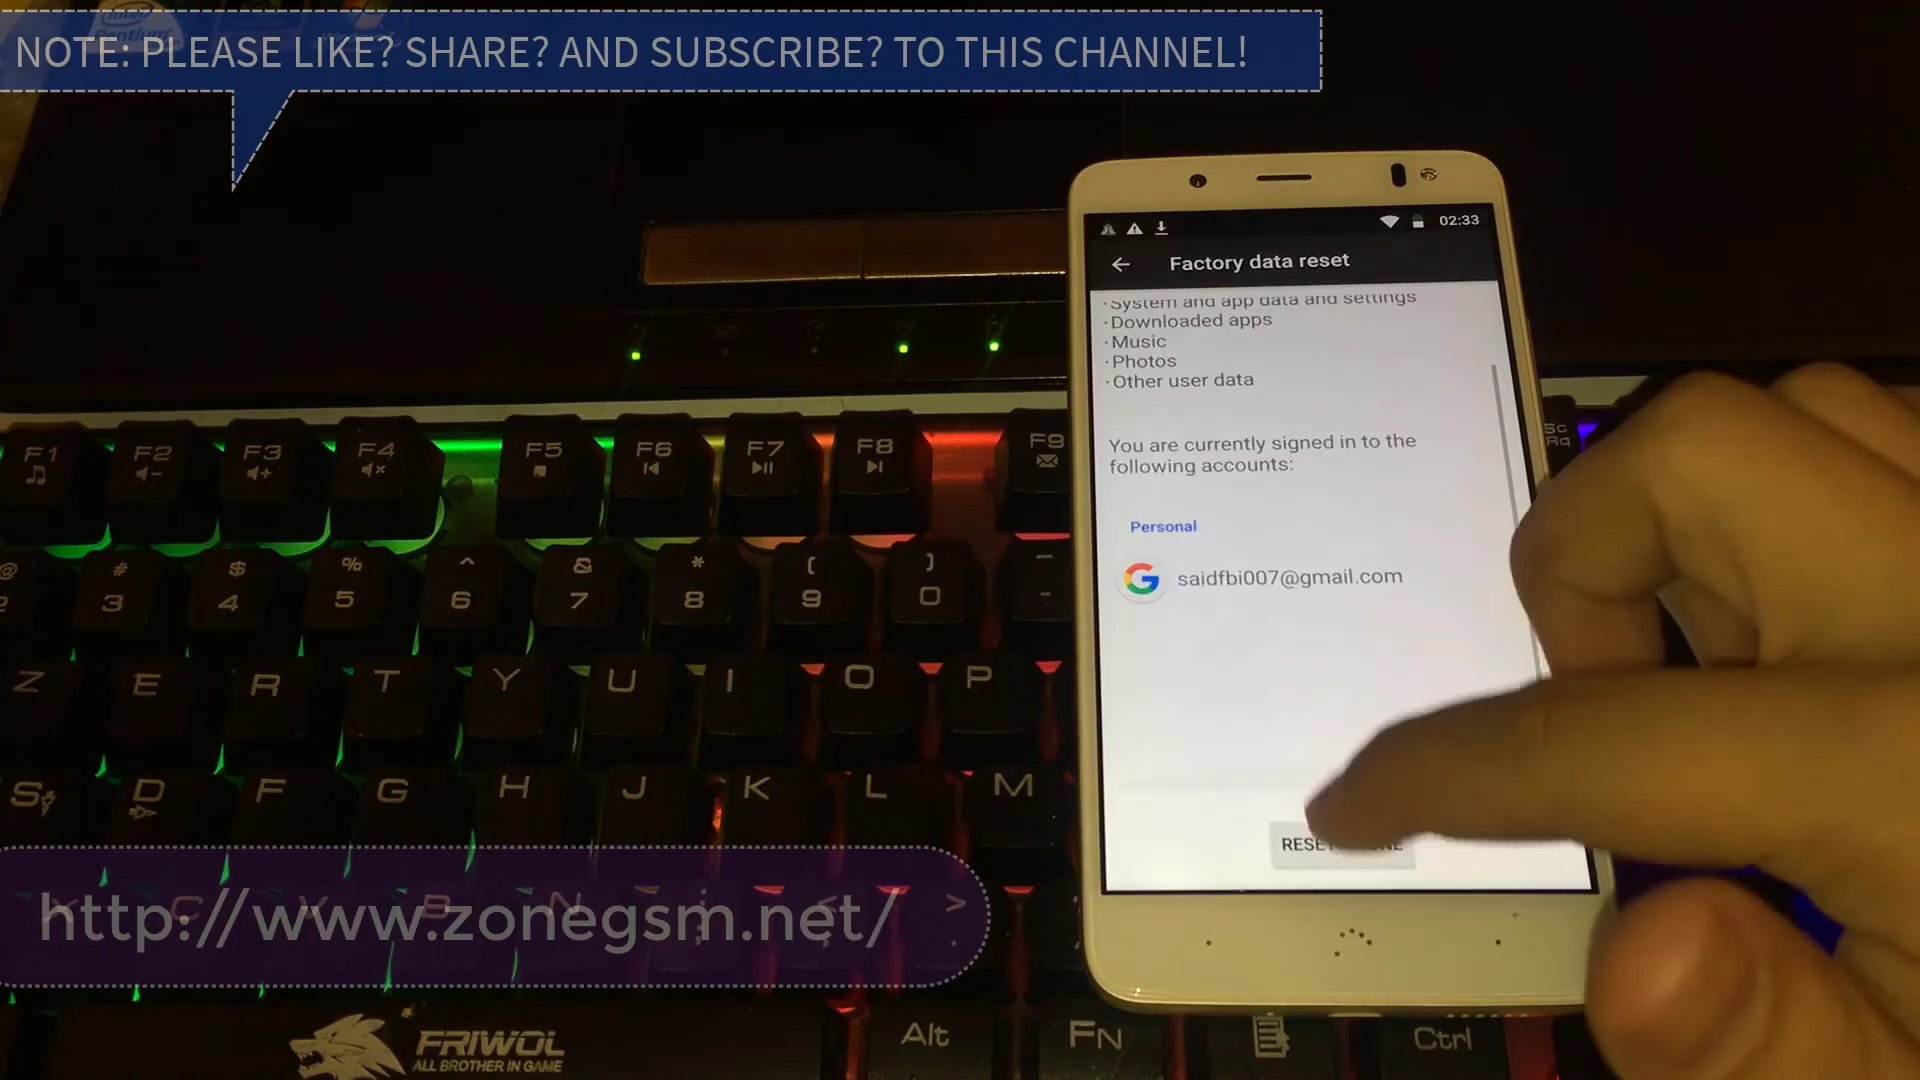 NOTE: PLEASE LIKE? SHARE? AND SUBSCRIBE? TO THIS CHANNEL!
intel
Pentium
02:33
Factory data reset
·System and app data and settings
·Downloaded apps
·Music
·Photos
·Other user data
You are currently signed in to the
following accounts:
Personal
G saidfbi007@gmail.com
F1 F2 F3 F4 F5 F6 F7 F8 F9
@ # $ % ^ & * ( )
2 3 4 5 6 7 8 9 0 -
Z E R T Y U I O P
S D F G H J K L M
X C V B N < >
http://www.zonegsm.net/
FRIWOL
ALL BROTHER IN GAME
Alt FN Ctrl